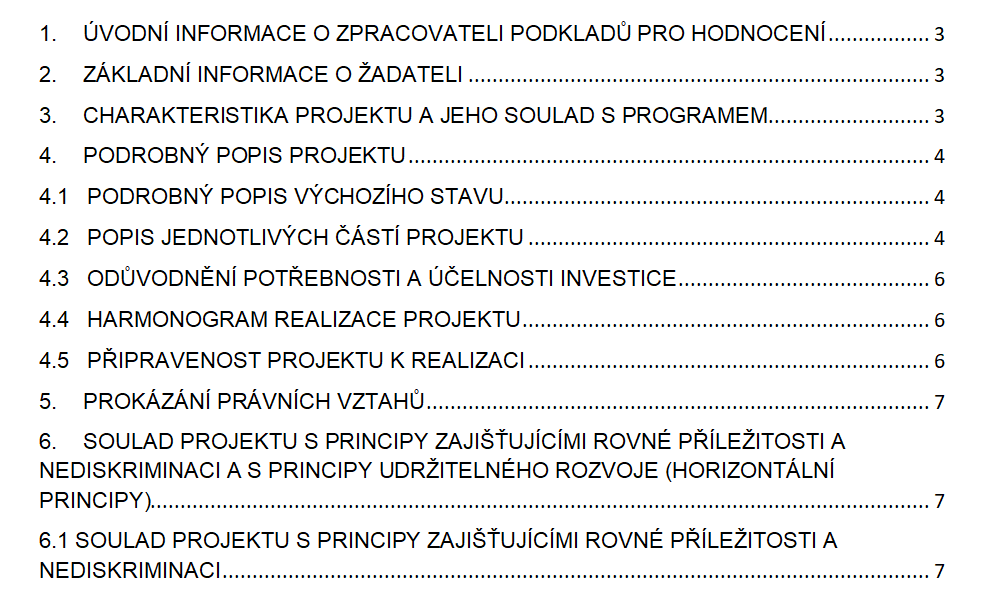 1. ÚVODNÍ INFORMACE O ZPRACOVATELI PODKLADŮ PRO HODNOCENÍ................. 3
2. ZÁKLADNÍ INFORMACE O ŽADATELI ............................................................................. 3
3. CHARAKTERISTIKA PROJEKTU A JEHO SOULAD S PROGRAMEM........................... 3
4. PODROBNÝ POPIS PROJEKTU ....................................................................................... 4
4.1 PODROBNÝ POPIS VÝCHOZÍHO STAVU....................................................................... 4
4.2 POPIS JEDNOTLIVÝCH ČÁSTÍ PROJEKTU ................................................................... 4
4.3 ODŮVODNĚNÍ POTŘEBNOSTI A ÚČELNOSTI INVESTICE.......................................... 6
4.4 HARMONOGRAM REALIZACE PROJEKTU.................................................................... 6
4.5 PŘIPRAVENOST PROJEKTU K REALIZACI ................................................................... 6
5. PROKÁZÁNÍ PRÁVNÍCH VZTAHŮ.................................................................................... 7
6. SOULAD PROJEKTU S PRINCIPY ZAJIŠŤUJÍCÍMI ROVNÉ PŘÍLEŽITOSTI A
NEDISKRIMINACI A S PRINCIPY UDRŽITELNÉHO ROZVOJE (HORIZONTÁLNÍ
PRINCIPY).................................................................................................................................. 7
6.1 SOULAD PROJEKTU S PRINCIPY ZAJIŠŤUJÍCÍMI ROVNÉ PŘÍLEŽITOSTI A
NEDISKRIMINACI...................................................................................................................... 7